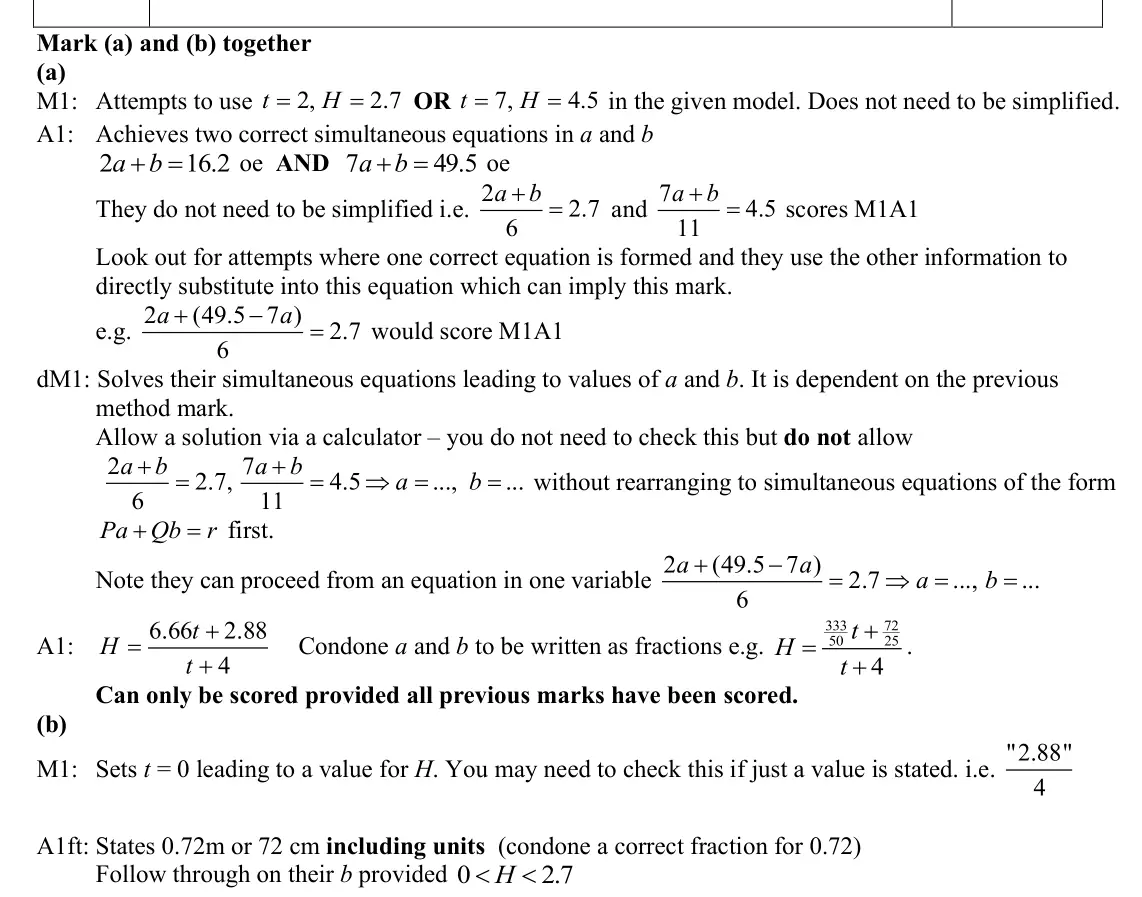 Mark (a) and (b) together
(a)
M1: Attempts to use t = 2, H = 2.7 OR t = 7, H = 4.5 in the given model. Does not need to be simplified.
A1: Achieves two correct simultaneous equations in a and b
2a + b = 16.2 oe AND 7a + b = 49.5 oe
They do not need to be simplified i.e. (2a + b)/6 = 2.7 and (7a + b)/11 = 4.5 scores M1A1
Look out for attempts where one correct equation is formed and they use the other information to
directly substitute into this equation which can imply this mark.
e.g. (2a + (49.5 − 7a))/6 = 2.7 would score M1A1
dM1: Solves their simultaneous equations leading to values of a and b. It is dependent on the previous
method mark.
Allow a solution via a calculator – you do not need to check this but do not allow
(2a + b)/6 = 2.7, (7a + b)/11 = 4.5 ⇒ a = ..., b = ... without rearranging to simultaneous equations of the form
Pa + Qb = r first.
Note they can proceed from an equation in one variable (2a + (49.5 − 7a))/6 = 2.7 ⇒ a = ..., b = ...
A1: H = (6.66t + 2.88)/(t + 4) Condone a and b to be written as fractions e.g. H = (333/50 t + 72/25)/(t + 4) .
Can only be scored provided all previous marks have been scored.
(b)
M1: Sets t = 0 leading to a value for H. You may need to check this if just a value is stated. i.e. "2.88"/4
A1ft: States 0.72m or 72 cm including units (condone a correct fraction for 0.72)
Follow through on their b provided 0 < H < 2.7